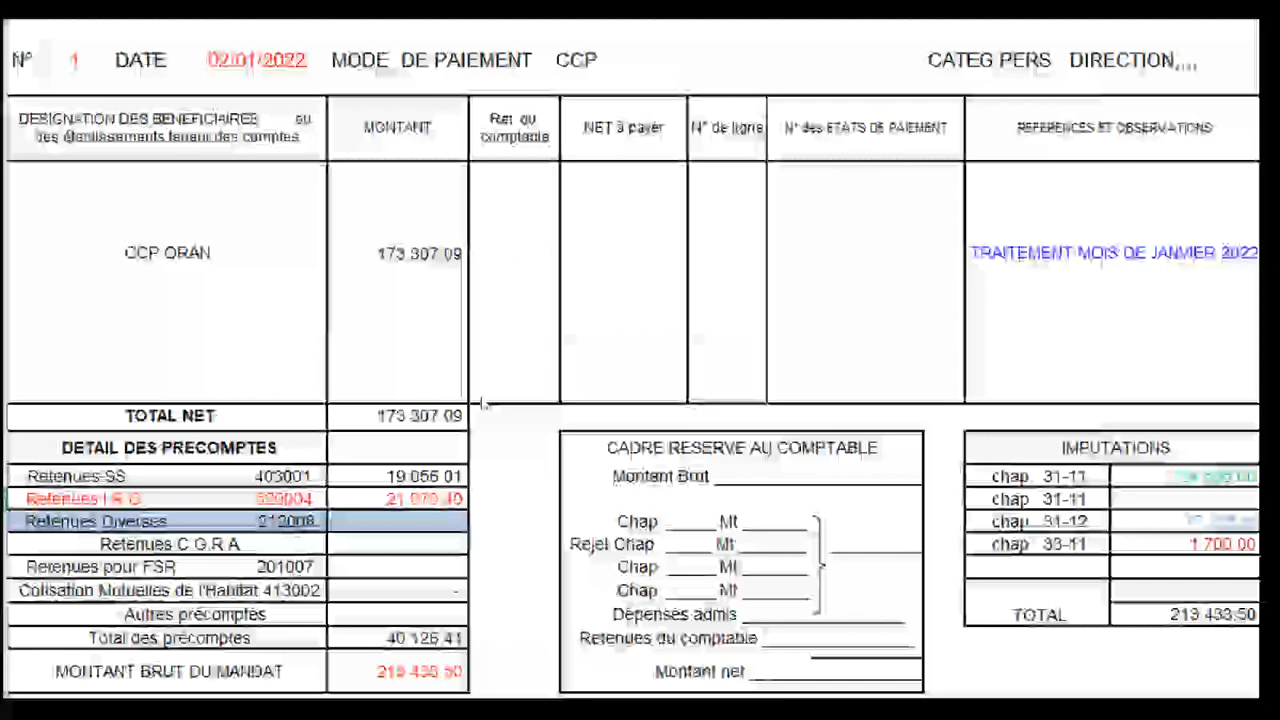 N° 1 DATE 02/01/2022 MODE DE PAIEMENT CCP CATEG PERS DIRECTION....
DESIGNATION DES BENEFICIAIRES ou
des établissements tenant des comptes
MONTANT
Ret du
comptable
NET à payer
N° de ligne
N° des ETATS DE PAIEMENT
REFERENCES ET OBSERVATIONS
CCP ORAN 173 307 09 TRAITEMENT MOIS DE JANVIER 2022
TOTAL NET 173 307 09
DETAIL DES PRECOMPTES
Retenues SS 403001 19 056 01
Retenues I R G 21 070 40
Retenues Diverses 212008
Retenues C G R A
Retenues pour FSR 201007
Cotisation Mutuelles de l'Habitat 413002 -
Autres précomptes
Total des précomptes 40 126 41
MONTANT BRUT DU MANDAT 213 433 50
CADRE RESERVE AU COMPTABLE
Montant Brut
Chap Mt
Rejet Chap Mt
Chap Mt
Chap Mt
Dépenses admis
Retenues du comptable
Montant net
IMPUTATIONS
chap 31-11
chap 31-11
chap 31-12
chap 33-11 1 700 00
TOTAL 213 433.50